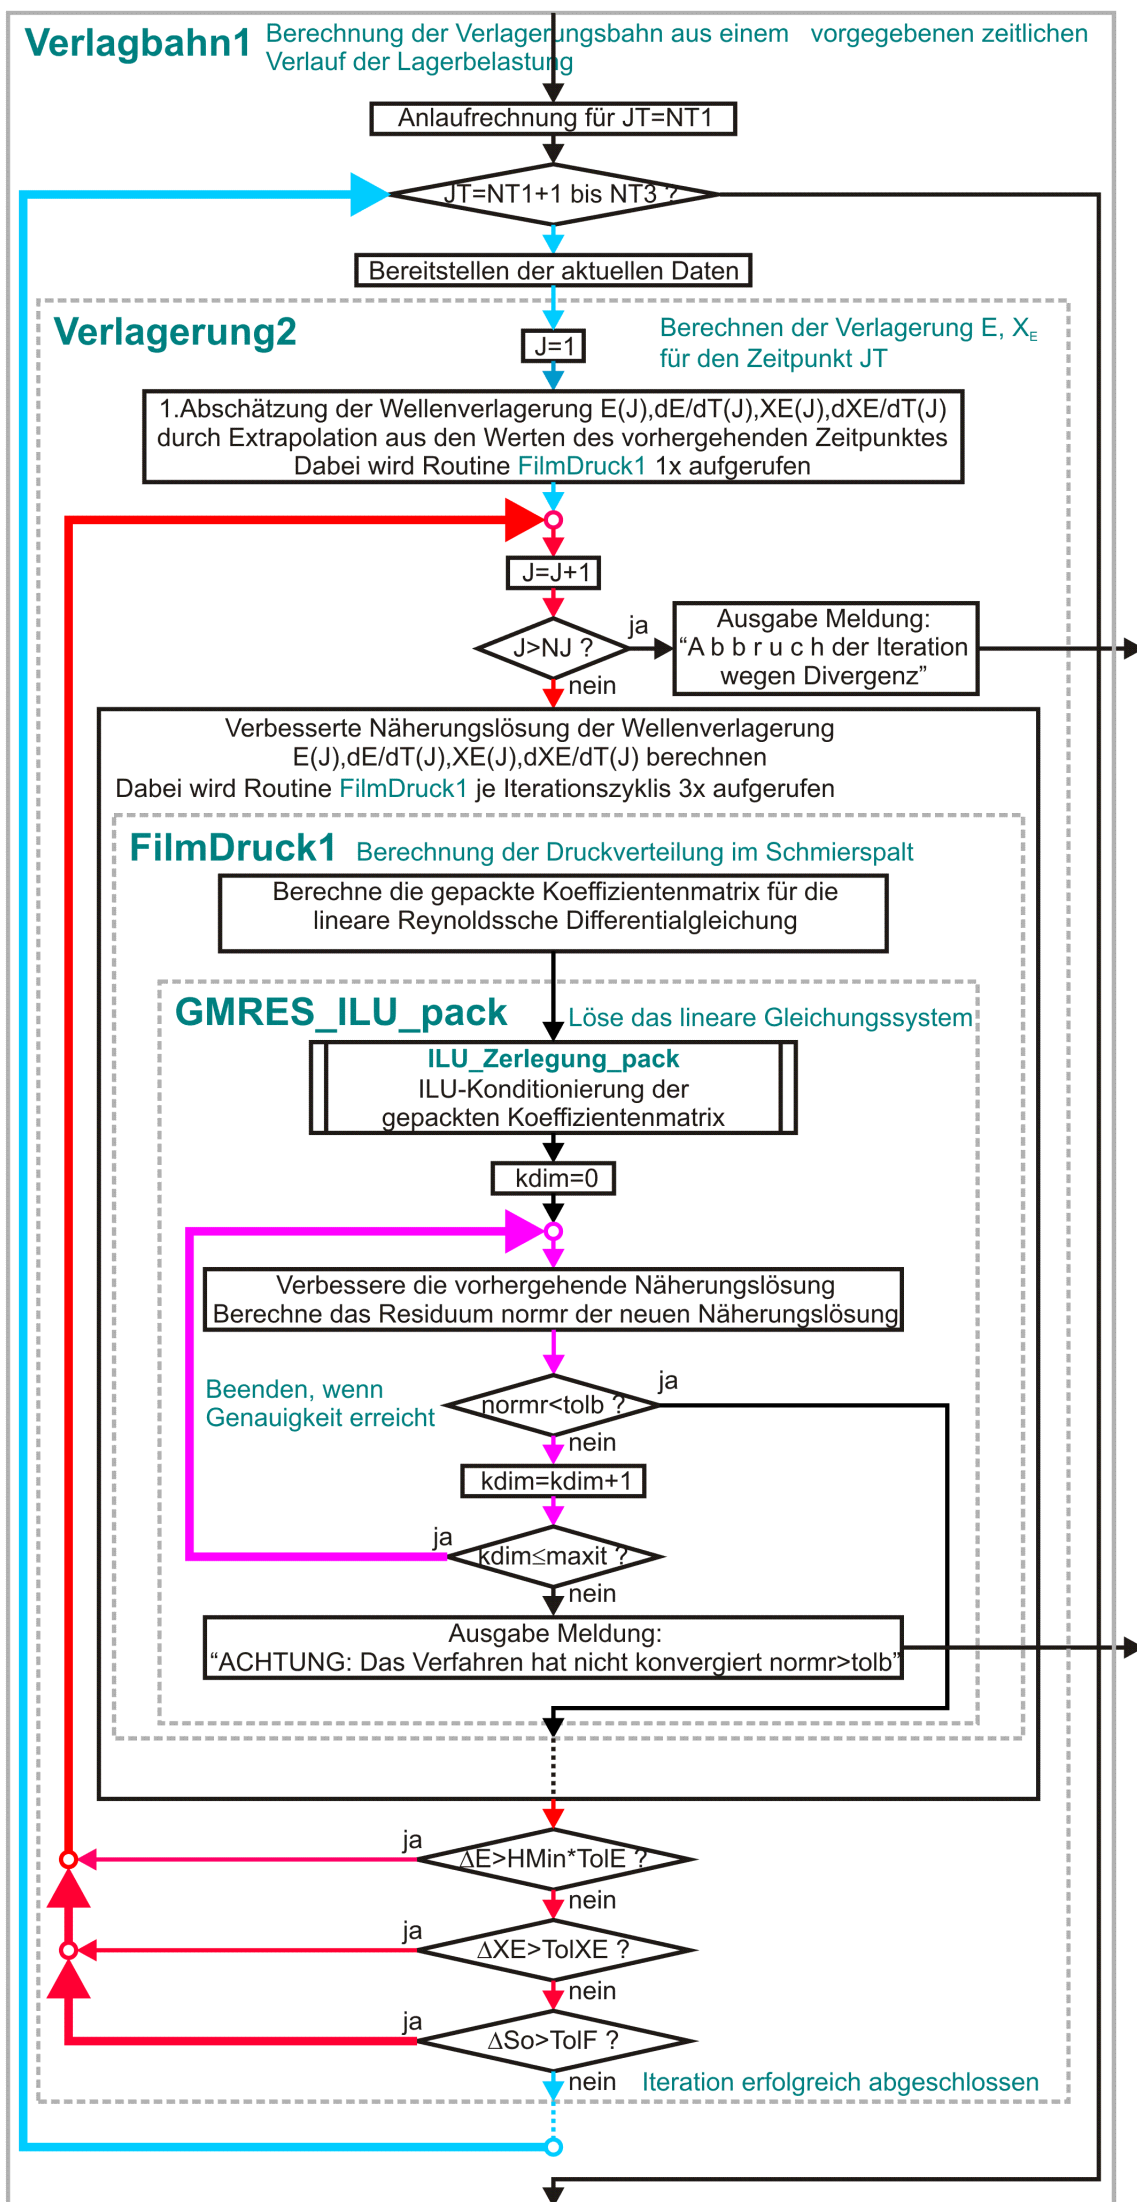 Verlagbahn1 Berechnung der Verlagerungsbahn aus einem vorgegebenen zeitlichen
Verlauf der Lagerbelastung
Anlaufrechnung für JT=NT1
JT=NT1+1 bis NT3 ?
Bereitstellen der aktuellen Daten
Verlagerung2
Berechnen der Verlagerung E, XE
für den Zeitpunkt JT
J=1
1.Abschätzung der Wellenverlagerung E(J),dE/dT(J),XE(J),dXE/dT(J)
durch Extrapolation aus den Werten des vorhergehenden Zeitpunktes
Dabei wird Routine FilmDruck1 1x aufgerufen
J=J+1
J>NJ ?
ja
nein
Ausgabe Meldung:
“A b b r u c h der Iteration
wegen Divergenz”
Verbesserte Näherungslösung der Wellenverlagerung
E(J),dE/dT(J),XE(J),dXE/dT(J) berechnen
Dabei wird Routine FilmDruck1 je Iterationszyklis 3x aufgerufen
FilmDruck1 Berechnung der Druckverteilung im Schmierspalt
Berechne die gepackte Koeffizientenmatrix für die
lineare Reynoldssche Differentialgleichung
GMRES_ILU_pack Löse das lineare Gleichungssystem
ILU_Zerlegung_pack
ILU-Konditionierung der
gepackten Koeffizientenmatrix
kdim=0
Verbessere die vorhergehende Näherungslösung
Berechne das Residuum normr der neuen Näherungslösung
Beenden, wenn
Genauigkeit erreicht
normr<tolb ?
ja
nein
kdim=kdim+1
ja
kdim≤maxit ?
nein
Ausgabe Meldung:
“ACHTUNG: Das Verfahren hat nicht konvergiert normr>tolb”
ja
ΔE>HMin*TolE ?
nein
ja
ΔXE>TolXE ?
nein
ja
ΔSo>TolF ?
nein
Iteration erfolgreich abgeschlossen